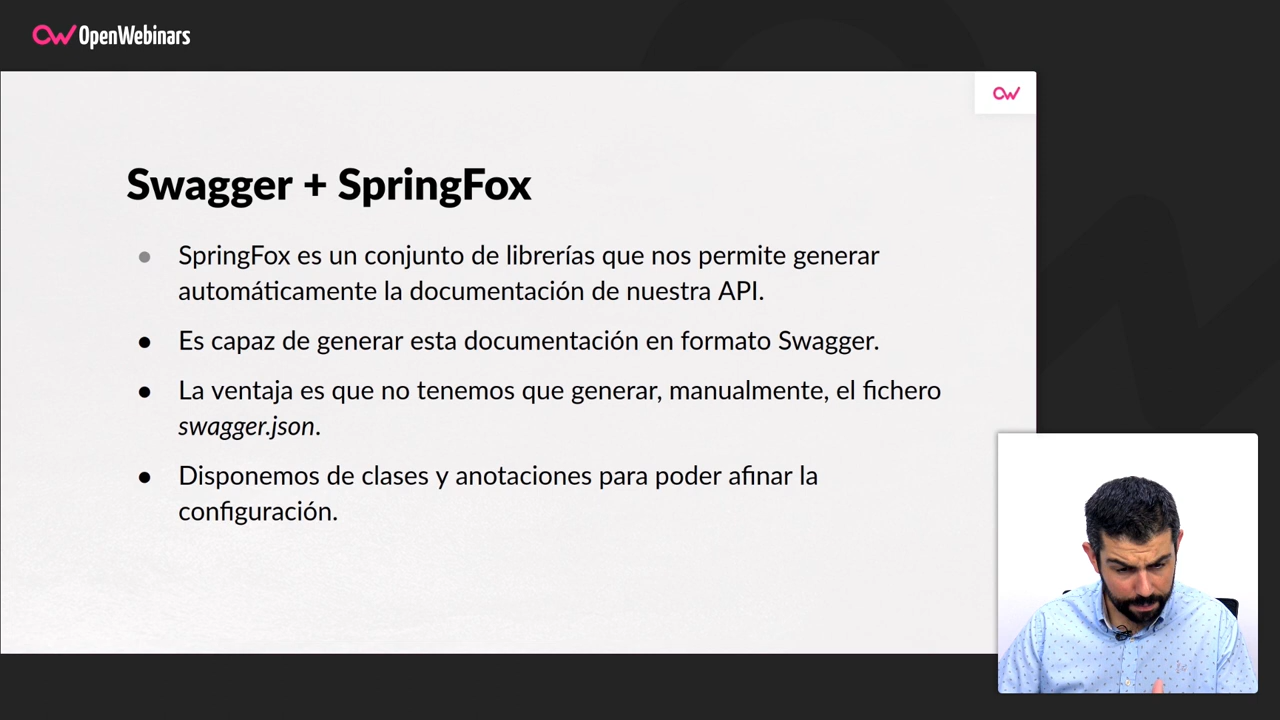 OpenWebinars
Swagger + SpringFox
● SpringFox es un conjunto de librerías que nos permite generar
automáticamente la documentación de nuestra API.
● Es capaz de generar esta documentación en formato Swagger.
● La ventaja es que no tenemos que generar, manualmente, el fichero
swagger.json.
● Disponemos de clases y anotaciones para poder afinar la
configuración.